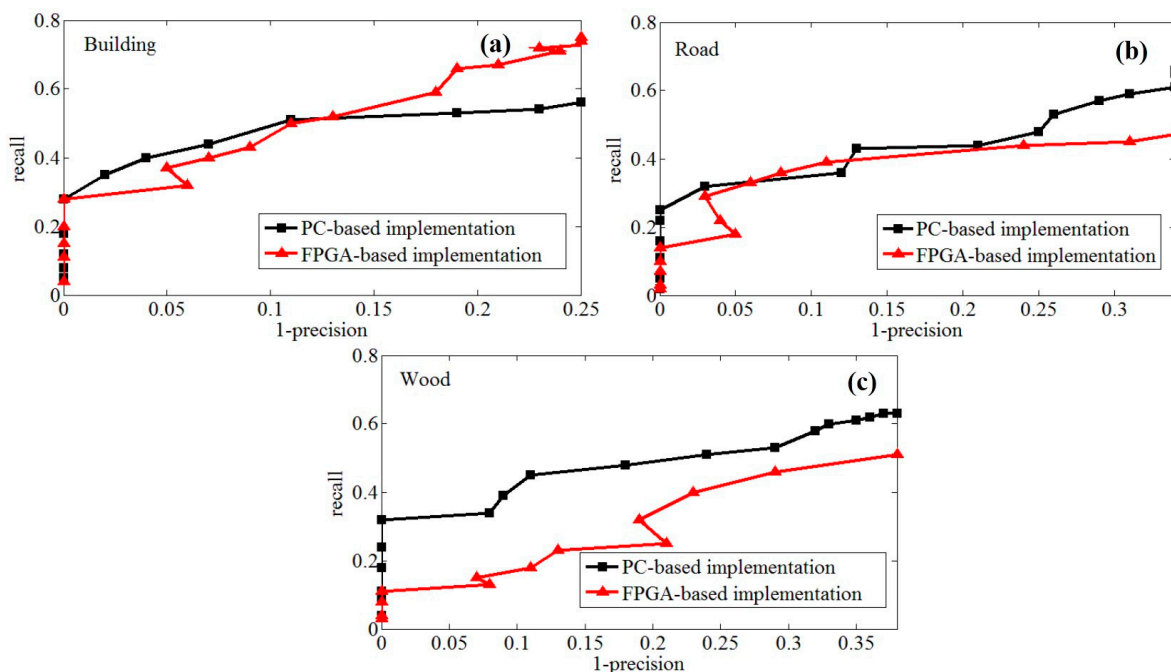 0.8
Building
(a)
0.6
recall
0.4
0.2
0
PC-based implementation
FPGA-based implementation
0
0.05
0.1
0.15
0.2
0.25
1-precision
0.8
Road
(b)
0.6
recall
0.4
0.2
0
PC-based implementation
FPGA-based implementation
0
0.05
0.1
0.15
0.2
0.25
0.3
1-precision
0.8
Wood
(c)
0.6
recall
0.4
0.2
0
PC-based implementation
FPGA-based implementation
0
0.05
0.1
0.15
0.2
0.25
0.3
0.35
1-precision